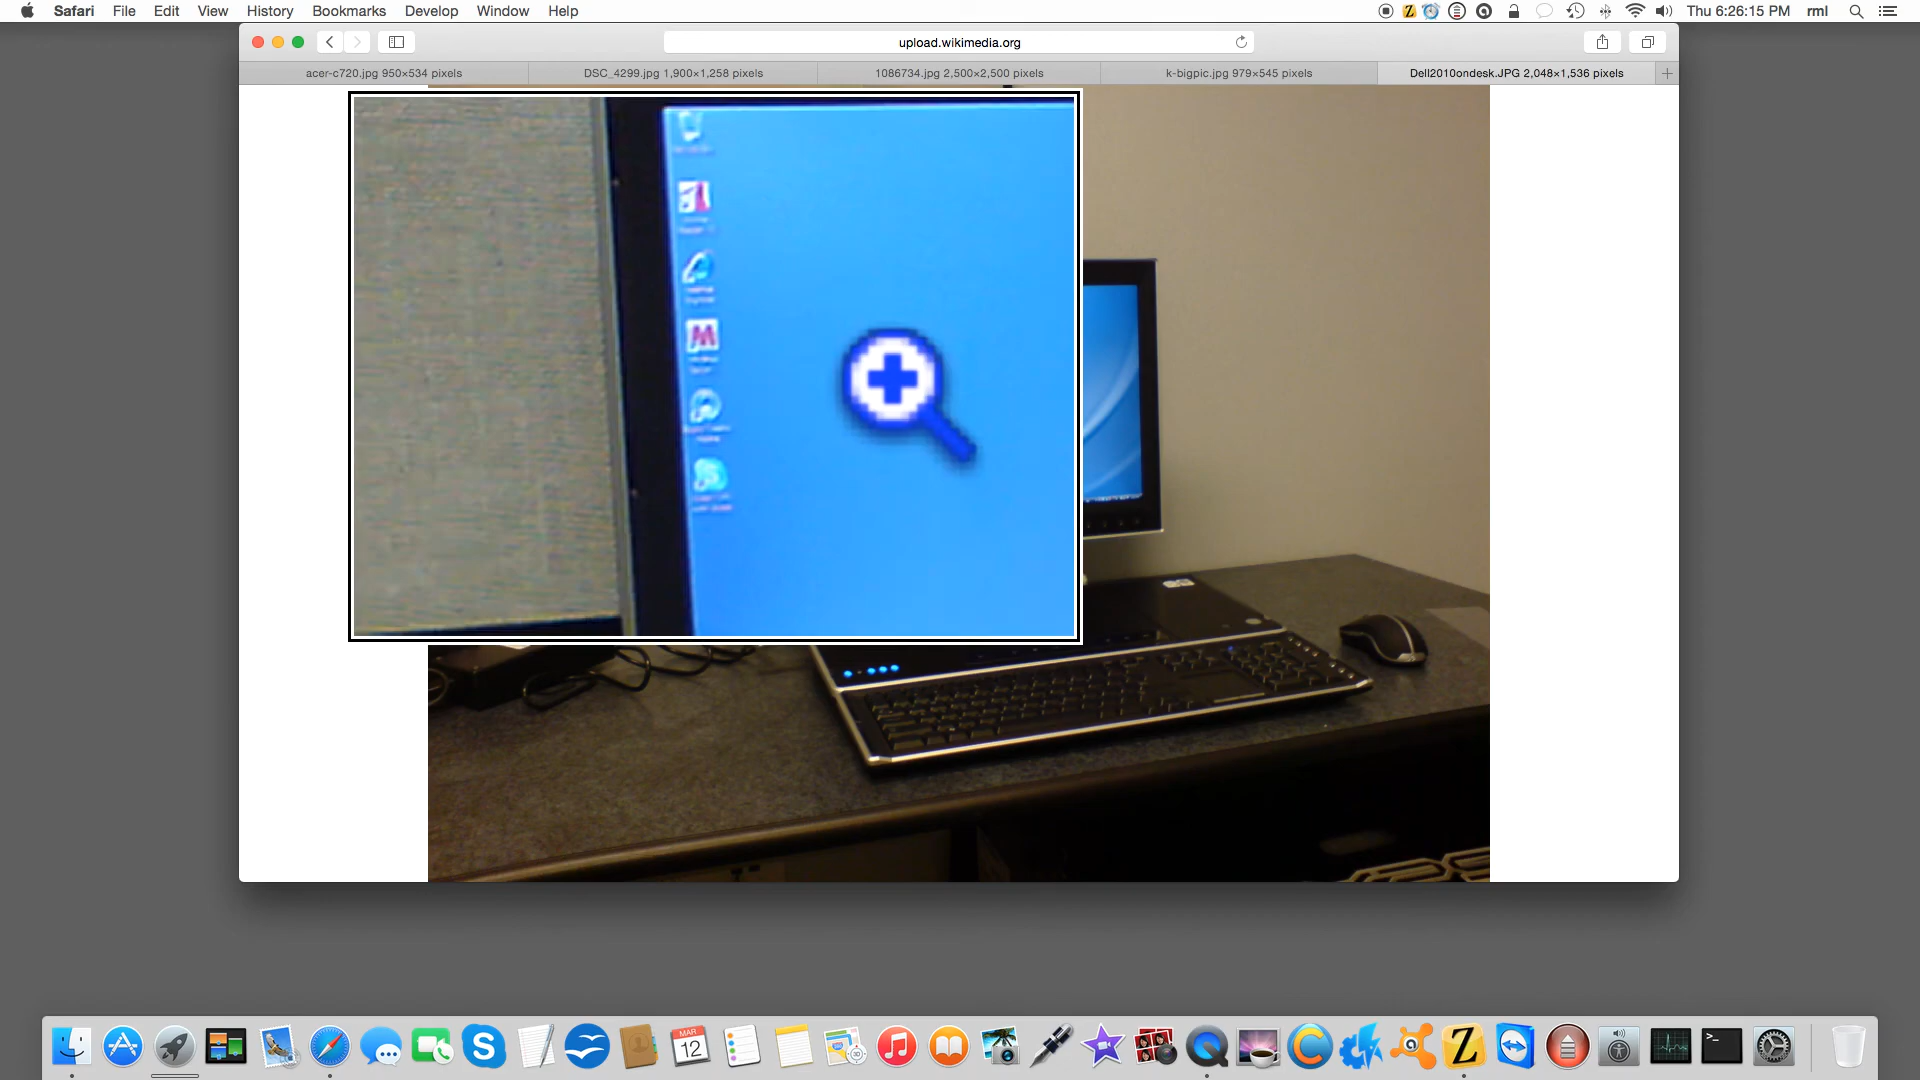 Safari File Edit View History Bookmarks Develop Window Help Thu 6:26:15 PM rml
upload.wikimedia.org
acer-c720.jpg 950×534 pixels DSC_4299.jpg 1,900×1,258 pixels 1086734.jpg 2,500×2,500 pixels k-bigpic.jpg 979×545 pixels Dell2010ondesk.JPG 2,048×1,536 pixels
MAR
12